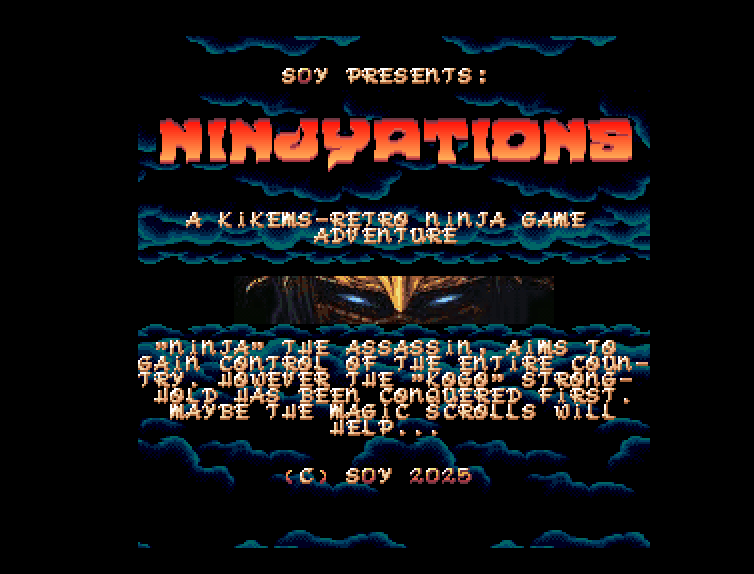 SOY PRESENTS:
NINJYATIONS
A KiKEMS-RETRO NiNJA GAME
ADVENTURE
"NiNJA" THE ASSASSiN, AiMS TO
GAiN CONTROL OF THE ENTiRE COUN-
TRY. HOWEVER THE "KOGO" STRONG-
HOLD HAS BEEN CONQUERED FiRST.
MAYBE THE MAGiC SCROLLS WiLL
HELP...
(C) SOY 2025